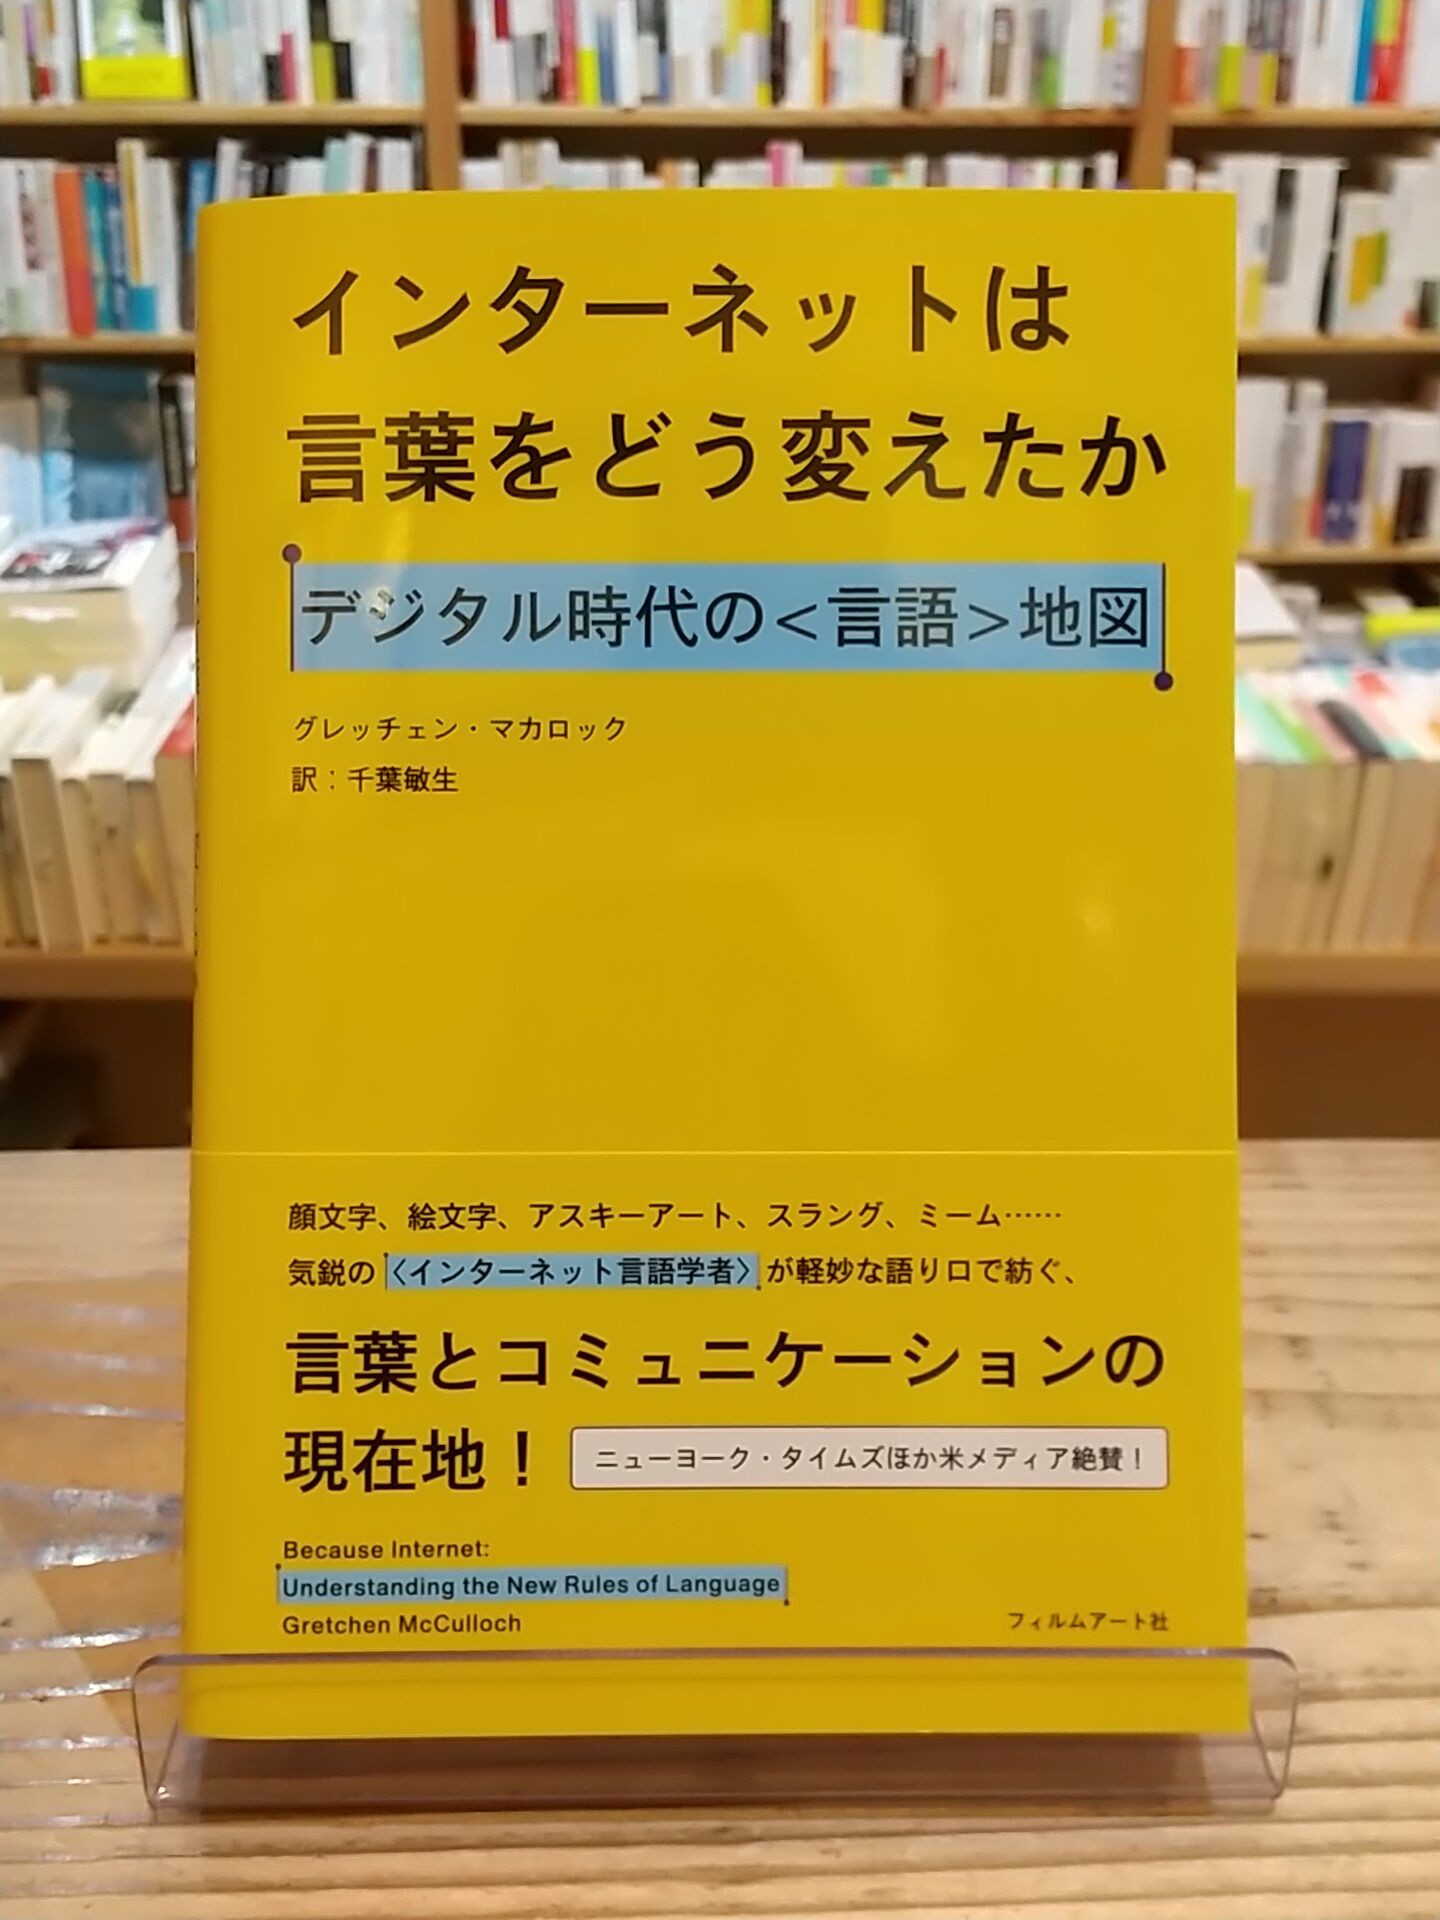 インターネットは
言葉をどう変えたか
デジタル時代の<言語>地図
グレッチェン・マカロック
訳：千葉敏生
顔文字、絵文字、アスキーアート、スラング、ミーム……
気鋭の〈インターネット言語学者〉が軽妙な語り口で紡ぐ、
言葉とコミュニケーションの
現在地！
ニューヨーク・タイムズほか米メディア絶賛！
Because Internet:
Understanding the New Rules of Language
Gretchen McCulloch
フィルムアート社